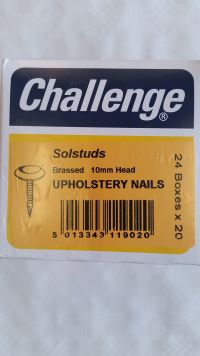 Challenge®
Solstuds
Brassed 10mm Head
UPHOLSTERY NAILS
24 Boxes x 20
5 013343 119020